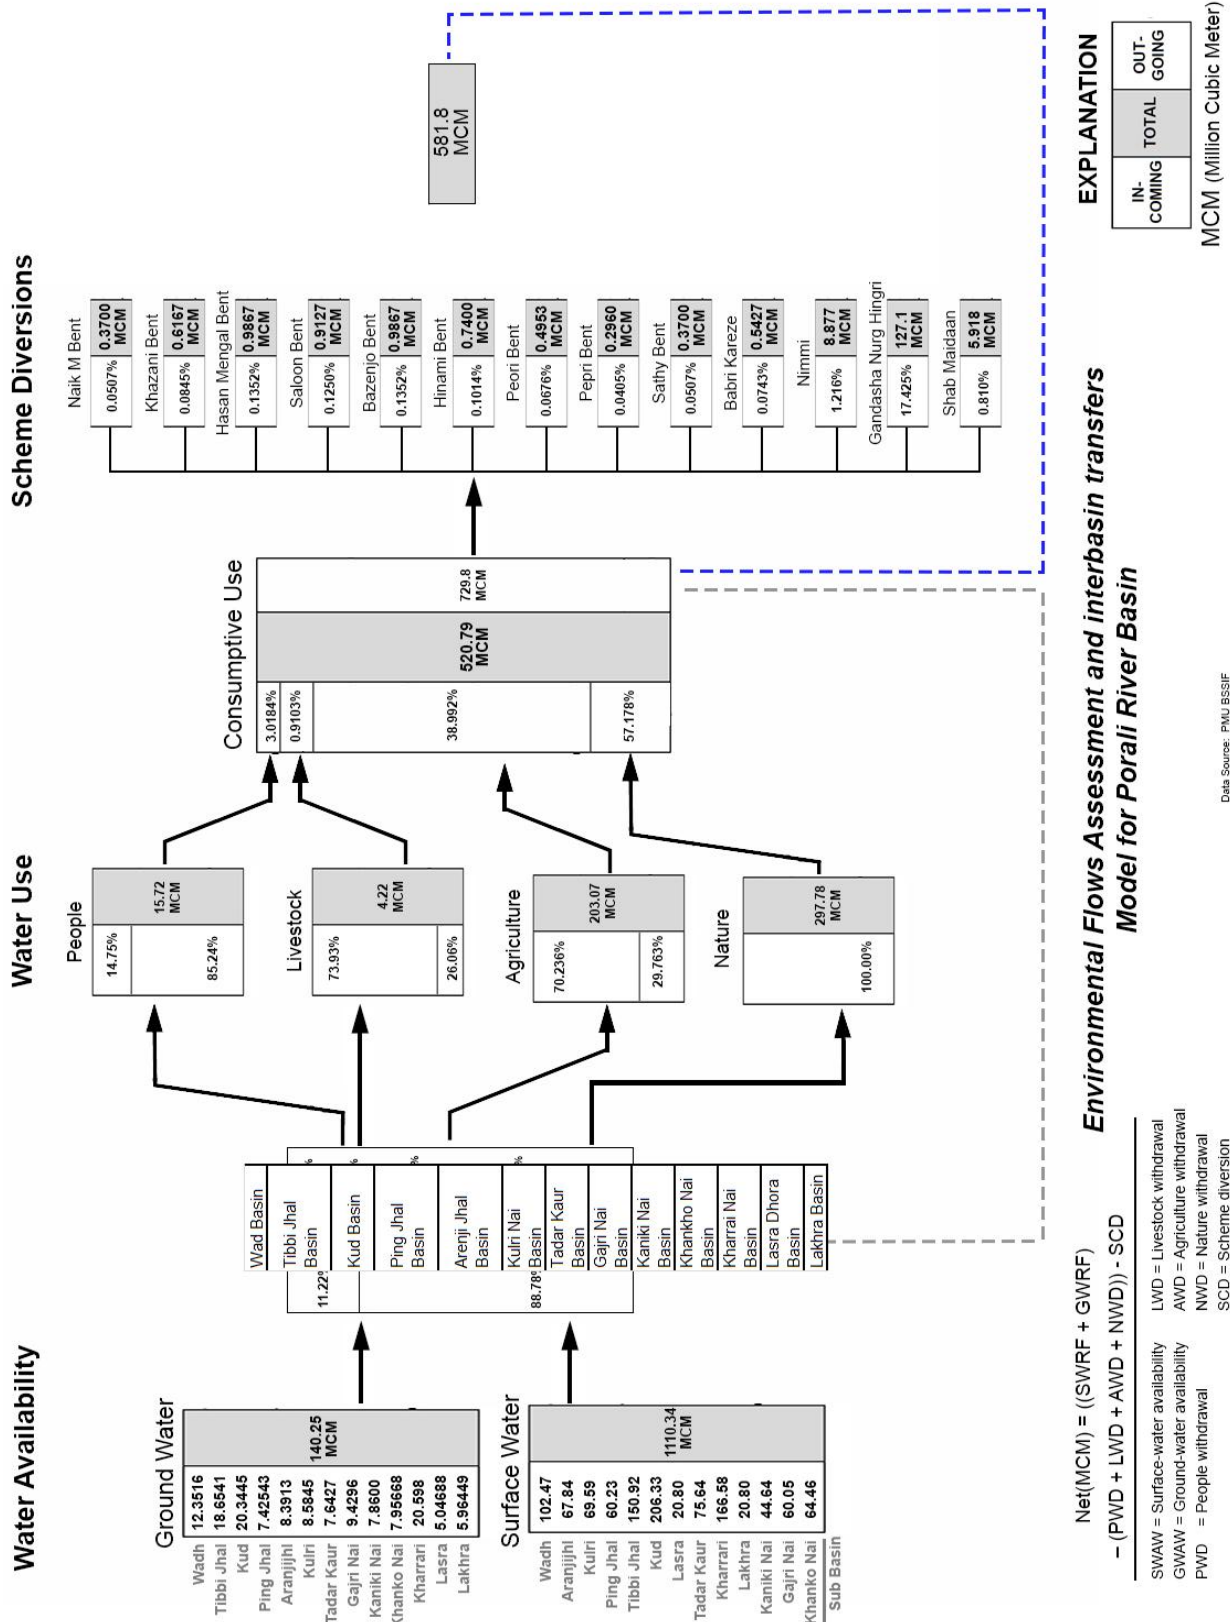 Water Availability
Water Use
Scheme Diversions
Ground Water
Wadh 12.3516
Tibbi Jhal 18.6541
Kud 20.3445
Ping Jhal 7.42543
Aranjijhl 8.3913
Kulri 8.5845
Tadar Kaur 7.6427
Gajri Nai 9.4296
Kaniki Nai 7.8600
Khanko Nai 7.95668
Kharrari 20.598
Lasra 5.04688
Lakhra 5.96449
140.25
MCM
Surface Water
Wadh 102.47
Aranjijhl 67.84
Kulri 69.59
Ping Jhal 60.23
Tibbi Jhal 150.92
Kud 206.33
Lasra 20.80
Tadar Kaur 75.64
Kharrari 166.58
Lakhra 20.80
Kaniki Nai 44.64
Gajri Nai 60.05
Khanko Nai 64.46
Sub Basin
1110.34
MCM
11.22%
88.78%
Wad Basin
Tibbi Jhal
Basin
Kud Basin
Ping Jhal
Basin
Arenji Jhal
Basin
Kulri Nai
Basin
Tadar Kaur
Basin
Gajri Nai
Basin
Kaniki Nai
Basin
Khankho Nai
Basin
Kharrai Nai
Basin
Lasra Dhora
Basin
Lakhra Basin
%
%
%
%
People
14.75%
85.24%
15.72
MCM
Livestock
73.93%
26.06%
4.22
MCM
Agriculture
70.236%
29.763%
203.07
MCM
Nature
100.00%
297.78
MCM
Consumptive Use
3.0184%
0.9103%
38.992%
57.178%
520.79
MCM
729.8
MCM
Naik M Bent
0.0507%
0.3700
MCM
Khazani Bent
0.0845%
0.6167
MCM
Hasan Mengal Bent
0.1352%
0.9867
MCM
Saloon Bent
0.1250%
0.9127
MCM
Bazenjo Bent
0.1352%
0.9867
MCM
Hinami Bent
0.1014%
0.7400
MCM
Peori Bent
0.0676%
0.4953
MCM
Pepri Bent
0.0405%
0.2960
MCM
Sathy Bent
0.0507%
0.3700
MCM
Babri Kareze
0.0743%
0.5427
MCM
Nimmi
1.216%
8.877
MCM
Gandasha Nurg Hingri
17.425%
127.1
MCM
Shab Maidaan
0.810%
5.918
MCM
581.8
MCM
Net(MCM) = ((SWRF + GWRF)
– (PWD + LWD + AWD + NWD)) - SCD
SWAW = Surface-water availability
GWAW = Ground-water availability
PWD = People withdrawal
LWD = Livestock withdrawal
AWD = Agriculture withdrawal
NWD = Nature withdrawal
SCD = Scheme diversion
Environmental Flows Assessment and interbasin transfers
Model for Porali River Basin
Data Source: PMU BSSIF
EXPLANATION
IN-
COMING
TOTAL
OUT-
GOING
MCM (Million Cubic Meter)